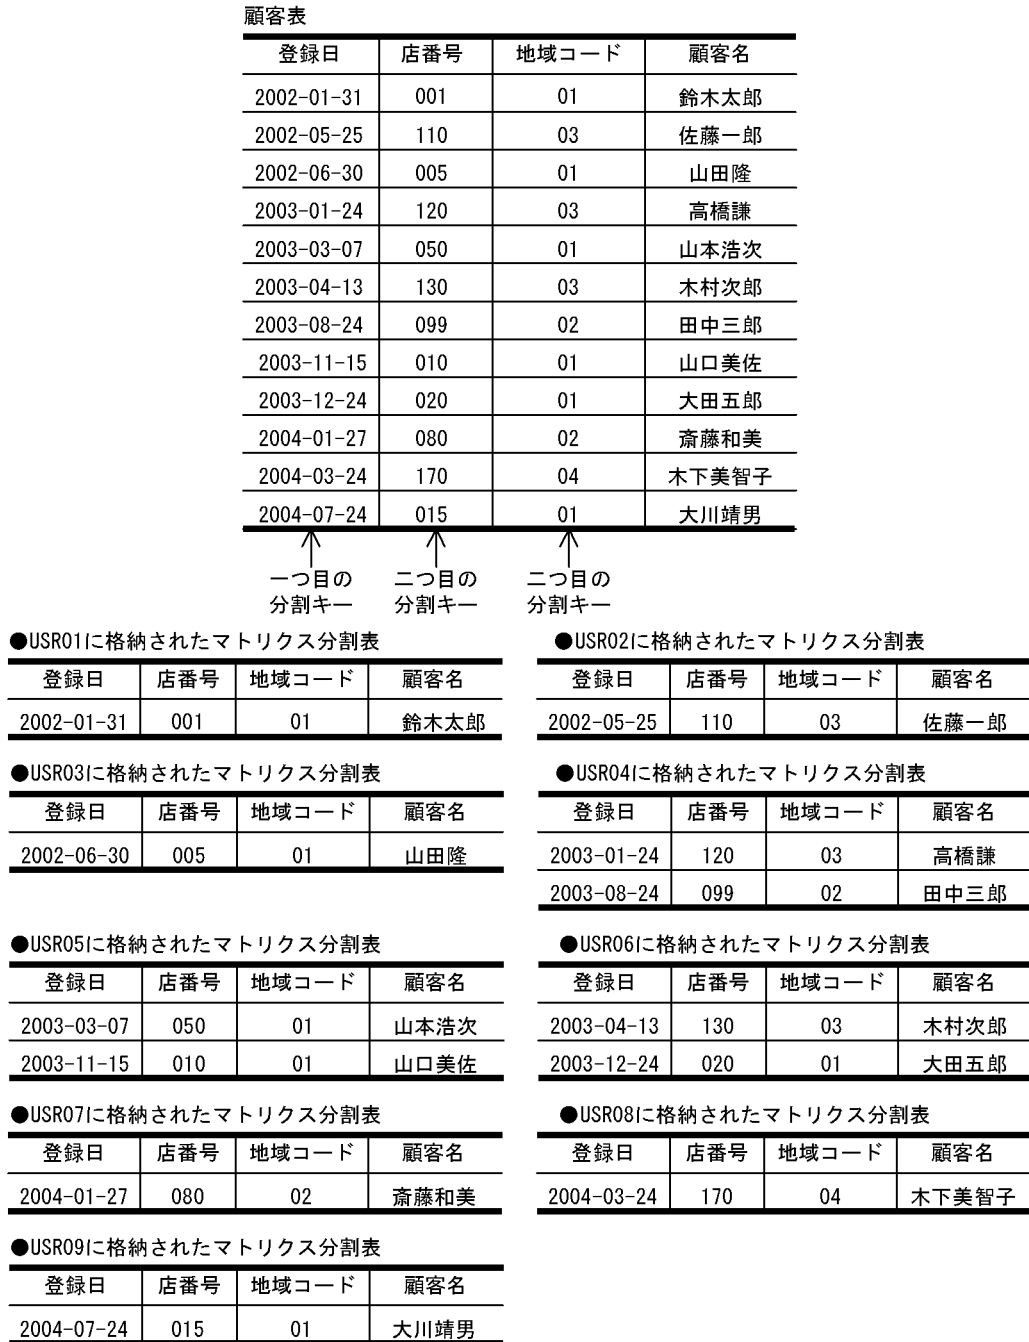 顧客表
登録日 店番号 地域コード 顧客名
2002-01-31 001 01 鈴木太郎
2002-05-25 110 03 佐藤一郎
2002-06-30 005 01 山田隆
2003-01-24 120 03 高橋謙
2003-03-07 050 01 山本浩次
2003-04-13 130 03 木村次郎
2003-08-24 099 02 田中三郎
2003-11-15 010 01 山口美佐
2003-12-24 020 01 大田五郎
2004-01-27 080 02 斎藤和美
2004-03-24 170 04 木下美智子
2004-07-24 015 01 大川靖男
一つ目の 二つ目の 二つ目の
分割キー 分割キー 分割キー
●USR01に格納されたマトリクス分割表
登録日 店番号 地域コード 顧客名
2002-01-31 001 01 鈴木太郎
●USR02に格納されたマトリクス分割表
登録日 店番号 地域コード 顧客名
2002-05-25 110 03 佐藤一郎
●USR03に格納されたマトリクス分割表
登録日 店番号 地域コード 顧客名
2002-06-30 005 01 山田隆
●USR04に格納されたマトリクス分割表
登録日 店番号 地域コード 顧客名
2003-01-24 120 03 高橋謙
2003-08-24 099 02 田中三郎
●USR05に格納されたマトリクス分割表
登録日 店番号 地域コード 顧客名
2003-03-07 050 01 山本浩次
2003-11-15 010 01 山口美佐
●USR06に格納されたマトリクス分割表
登録日 店番号 地域コード 顧客名
2003-04-13 130 03 木村次郎
2003-12-24 020 01 大田五郎
●USR07に格納されたマトリクス分割表
登録日 店番号 地域コード 顧客名
2004-01-27 080 02 斎藤和美
●USR08に格納されたマトリクス分割表
登録日 店番号 地域コード 顧客名
2004-03-24 170 04 木下美智子
●USR09に格納されたマトリクス分割表
登録日 店番号 地域コード 顧客名
2004-07-24 015 01 大川靖男